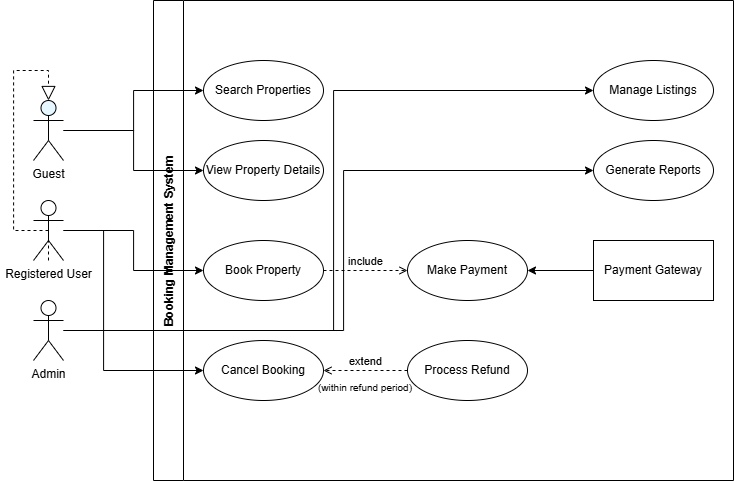 Search Properties
Manage Listings
Guest
View Property Details
Generate Reports
Booking Management System
Registered User
Book Property
include
Make Payment
Payment Gateway
Admin
Cancel Booking
extend
(within refund period)
Process Refund